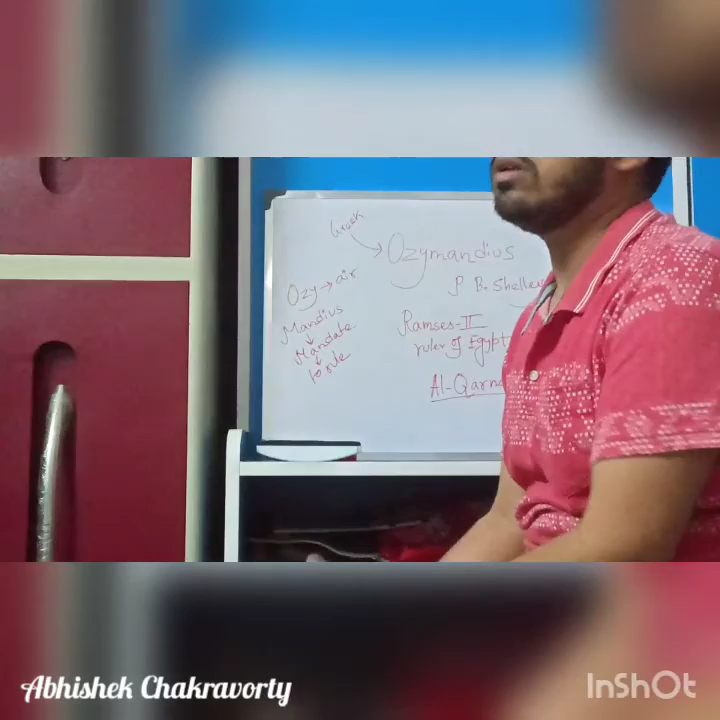 Greek
Ozymandius
P. B. Shelley
Ozy → air
Mandius
Mandate
to rule
Ramses-II
ruler of Egypt
Al-Qarna
Abhishek Chakravorty
InShOt